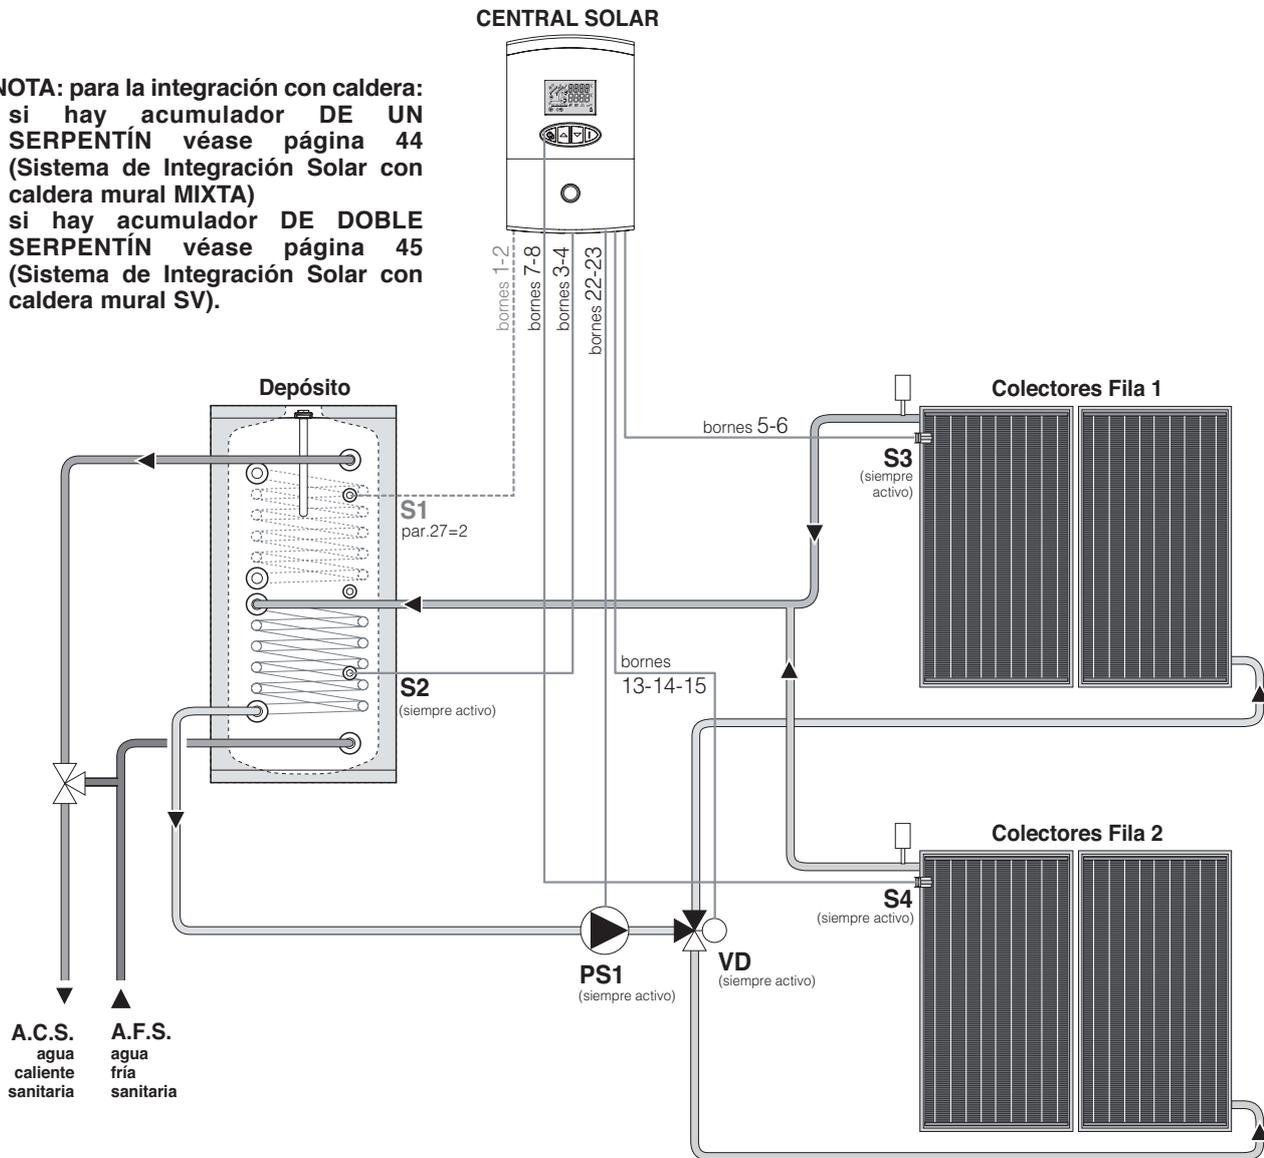 CENTRAL SOLAR
NOTA: para la integración con caldera:
si hay acumulador DE UN
SERPENTÍN véase página 44
(Sistema de Integración Solar con
caldera mural MIXTA)
si hay acumulador DE DOBLE
SERPENTÍN véase página 45
(Sistema de Integración Solar con
caldera mural SV).
bornes 1-2
bornes 7-8
bornes 3-4
bornes 22-23
Depósito
Colectores Fila 1
bornes 5-6
S3
(siempre
activo)
S1
par.27=2
bornes
13-14-15
S2
(siempre activo)
Colectores Fila 2
S4
(siempre activo)
VD
(siempre activo)
PS1
(siempre activo)
A.C.S.
agua
caliente
sanitaria
A.F.S.
agua
fría
sanitaria